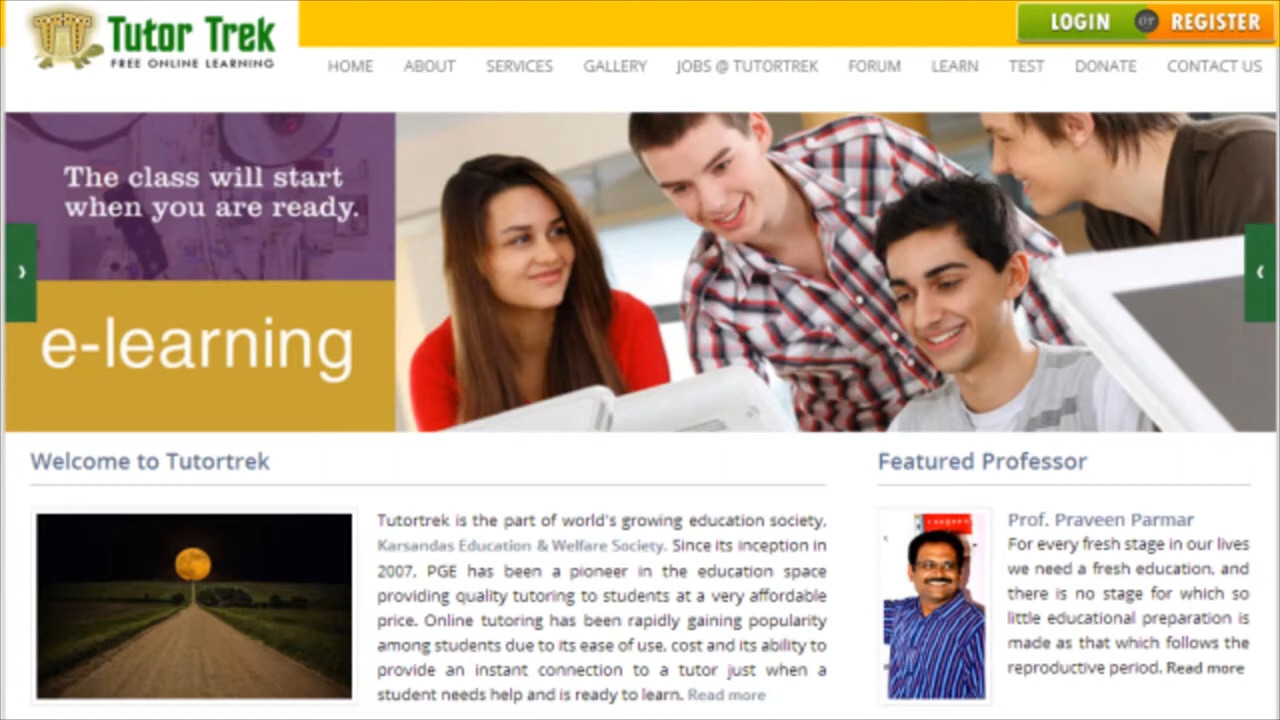 Tutor Trek
FREE ONLINE LEARNING
LOGIN or REGISTER
HOME ABOUT SERVICES GALLERY JOBS @ TUTORTREK FORUM LEARN TEST DONATE CONTACT US
The class will start
when you are ready.
e-learning
Welcome to Tutortrek
Tutortrek is the part of world's growing education society,
Karsandas Education & Welfare Society. Since its inception in
2007, PGE has been a pioneer in the education space
providing quality tutoring to students at a very affordable
price. Online tutoring has been rapidly gaining popularity
among students due to its ease of use, cost and its ability to
provide an instant connection to a tutor just when a
student needs help and is ready to learn. Read more
Featured Professor
Prof. Praveen Parmar
For every fresh stage in our lives
we need a fresh education, and
there is no stage for which so
little educational preparation is
made as that which follows the
reproductive period. Read more